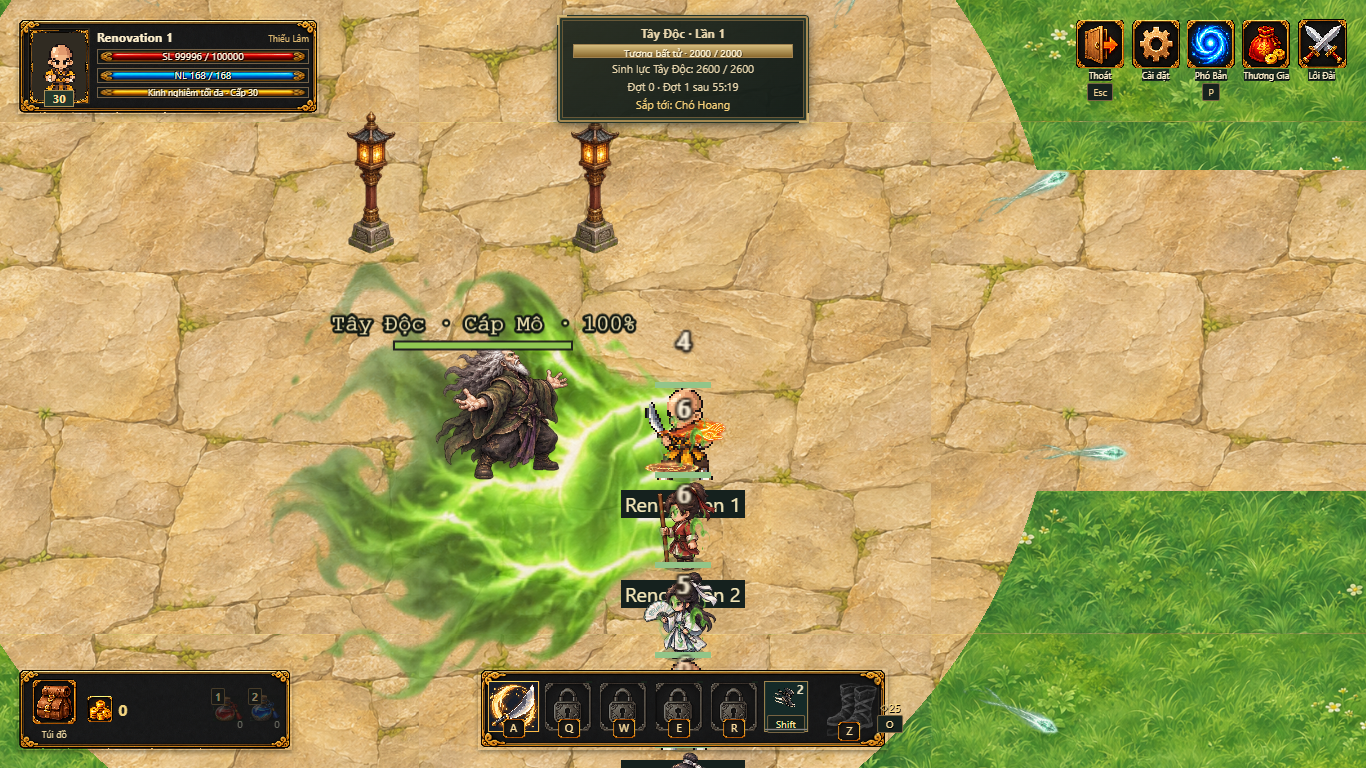 Renovation 1
Thiếu Lâm
SL 99996 / 100000
NL 168 / 168
Kinh nghiệm tối đa · Cấp 30
30
Tây Độc · Lần 1
Tương bất tử · 2000 / 2000
Sinh lực Tây Độc: 2600 / 2600
Đợt 0 · Đợt 1 sau 55:19
Sắp tới: Chó Hoang
Thoát
Cài đặt
Phó Bản
Thương Gia
Lôi Đài
Esc
P
Tây Độc · Cáp Mô · 100%
4
6
6
5
0
Túi đồ
1
0
2
0
A
Q
W
E
R
2
Shift
Z
O